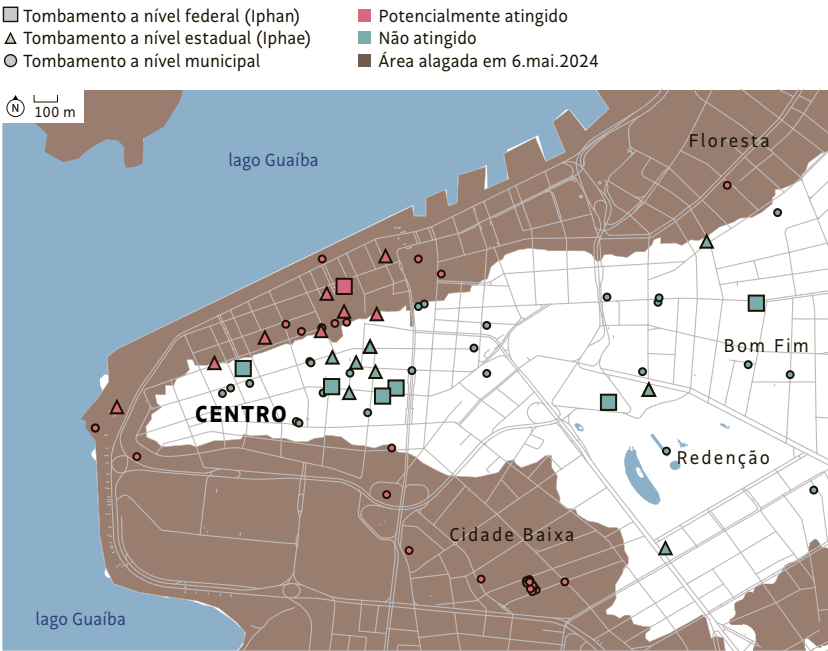 Tombamento a nível federal (Iphan)
Tombamento a nível estadual (Iphae)
Tombamento a nível municipal
Potencialmente atingido
Não atingido
Área alagada em 6.mai.2024
N
100 m
Floresta
lago Guaíba
Bom Fim
CENTRO
Redenção
Cidade Baixa
lago Guaíba